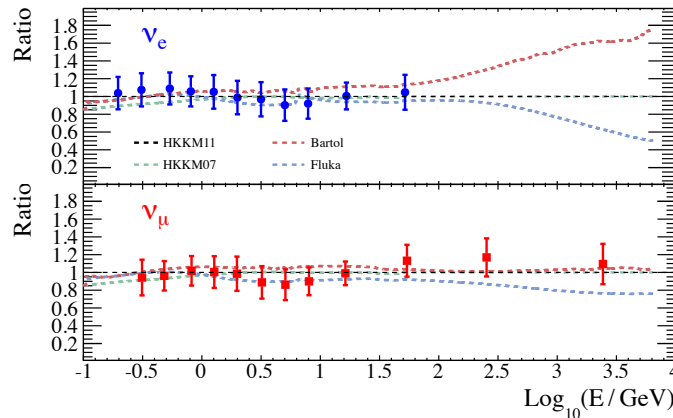 Ratio
1.8
1.6
1.4
1.2
1
0.8
0.6
0.4
0.2
ν_e
HKKM11
Bartol
HKKM07
Fluka
Ratio
1.8
1.6
1.4
1.2
1
0.8
0.6
0.4
0.2
ν_μ
-1 -0.5 0 0.5 1 1.5 2 2.5 3 3.5 4
Log₁₀(E / GeV)